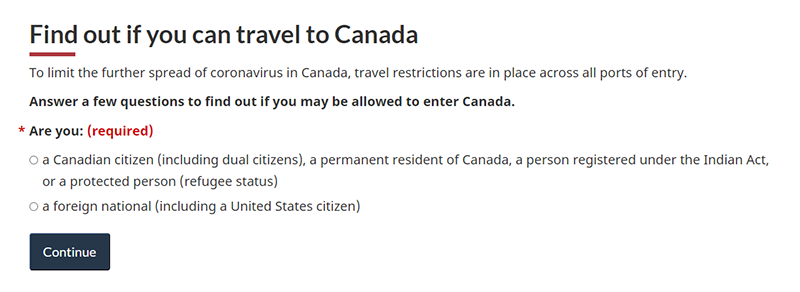 Find out if you can travel to Canada
To limit the further spread of coronavirus in Canada, travel restrictions are in place across all ports of entry.
Answer a few questions to find out if you may be allowed to enter Canada.
* Are you: (required)
a Canadian citizen (including dual citizens), a permanent resident of Canada, a person registered under the Indian Act,
or a protected person (refugee status)
a foreign national (including a United States citizen)
Continue